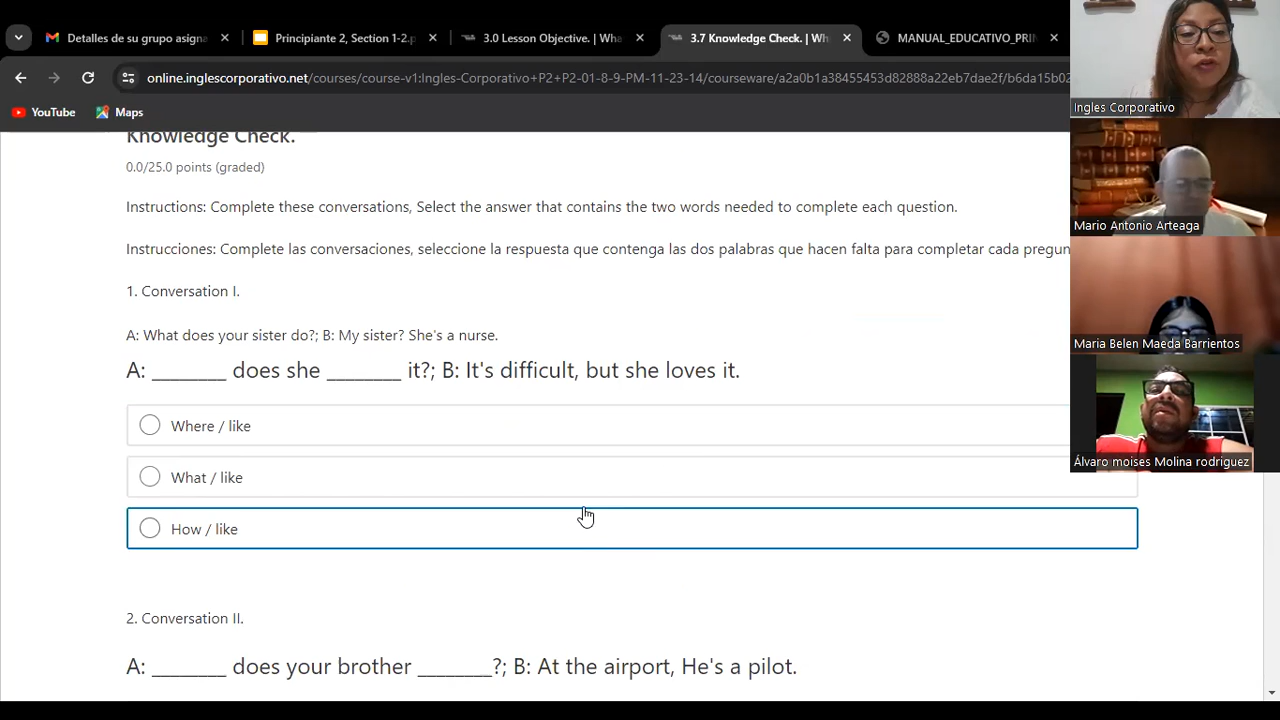 Detalles de su grupo asigna
Principiante 2, Section 1-2.p
3.0 Lesson Objective. | Wha
3.7 Knowledge Check. | Wh
MANUAL_EDUCATIVO_PRI
online.inglescorporativo.net/courses/course-v1:Ingles-Corporativo+P2+P2-01-8-9-PM-11-23-14/courseware/a2a0b1a38455453d82888a22eb7dae2f/b6da15b02
YouTube
Maps
Knowledge Check.
0.0/25.0 points (graded)
Instructions: Complete these conversations, Select the answer that contains the two words needed to complete each question.
Instrucciones: Complete las conversaciones, seleccione la respuesta que contenga las dos palabras que hacen falta para completar cada pregun
1. Conversation I.
A: What does your sister do?; B: My sister? She's a nurse.
A: ________ does she ________ it?; B: It's difficult, but she loves it.
Where / like
What / like
How / like
2. Conversation II.
A: ________ does your brother ________?; B: At the airport, He's a pilot.
Ingles Corporativo
Mario Antonio Arteaga
Maria Belen Maeda Barrientos
Álvaro moises Molina rodriguez